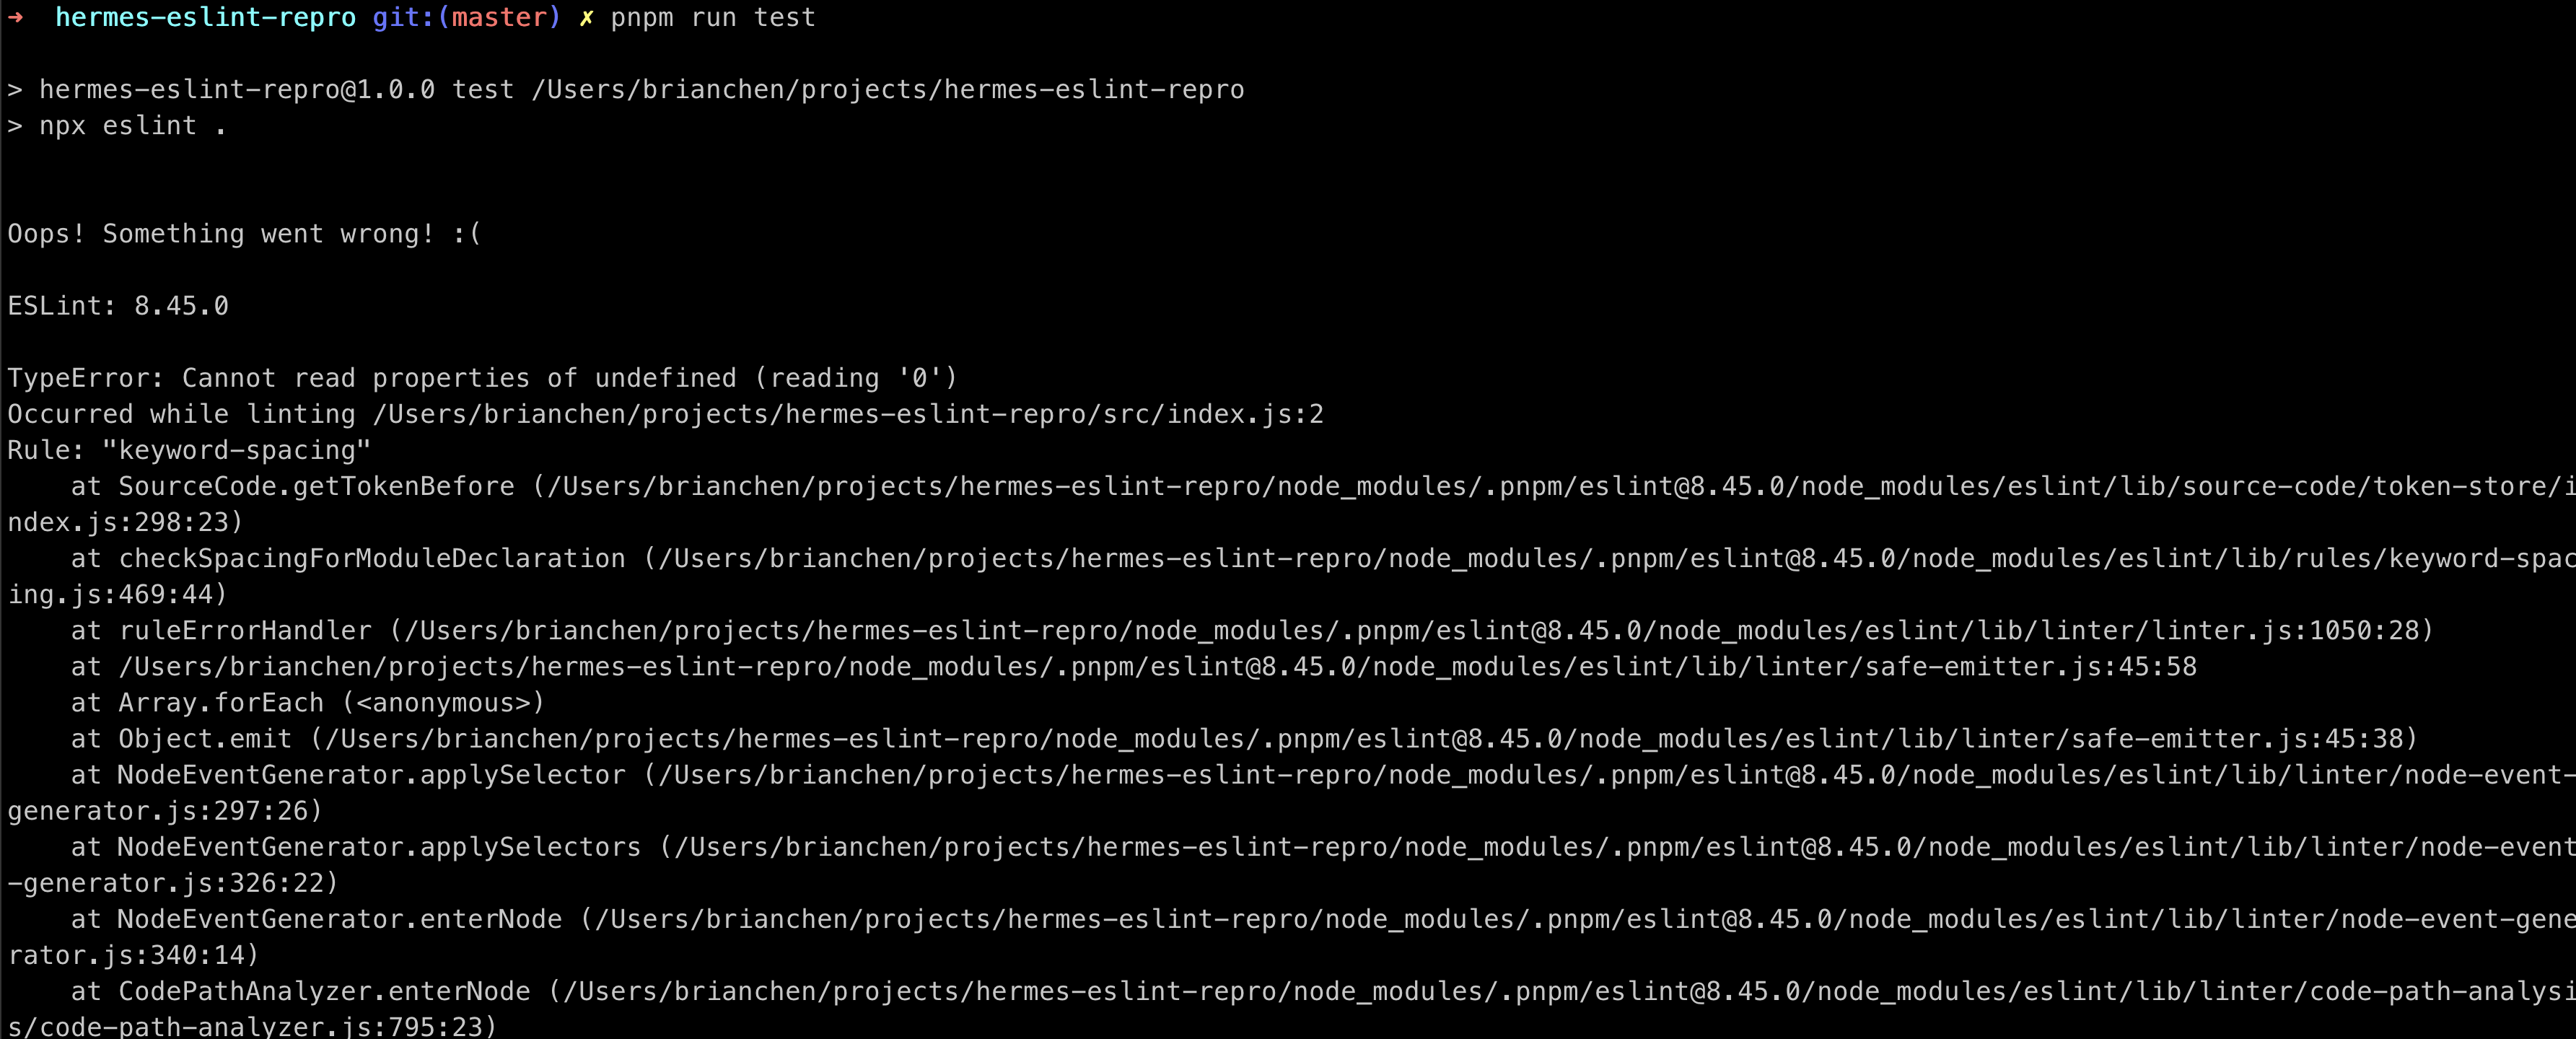 ➜  hermes-eslint-repro git:(master) ✗ pnpm run test
> hermes-eslint-repro@1.0.0 test /Users/brianchen/projects/hermes-eslint-repro
> npx eslint .
Oops! Something went wrong! :(
ESLint: 8.45.0
TypeError: Cannot read properties of undefined (reading '0')
Occurred while linting /Users/brianchen/projects/hermes-eslint-repro/src/index.js:2
Rule: "keyword-spacing"
    at SourceCode.getTokenBefore (/Users/brianchen/projects/hermes-eslint-repro/node_modules/.pnpm/eslint@8.45.0/node_modules/eslint/lib/source-code/token-store/i
ndex.js:298:23)
    at checkSpacingForModuleDeclaration (/Users/brianchen/projects/hermes-eslint-repro/node_modules/.pnpm/eslint@8.45.0/node_modules/eslint/lib/rules/keyword-spac
ing.js:469:44)
    at ruleErrorHandler (/Users/brianchen/projects/hermes-eslint-repro/node_modules/.pnpm/eslint@8.45.0/node_modules/eslint/lib/linter/linter.js:1050:28)
    at /Users/brianchen/projects/hermes-eslint-repro/node_modules/.pnpm/eslint@8.45.0/node_modules/eslint/lib/linter/safe-emitter.js:45:58
    at Array.forEach (<anonymous>)
    at Object.emit (/Users/brianchen/projects/hermes-eslint-repro/node_modules/.pnpm/eslint@8.45.0/node_modules/eslint/lib/linter/safe-emitter.js:45:38)
    at NodeEventGenerator.applySelector (/Users/brianchen/projects/hermes-eslint-repro/node_modules/.pnpm/eslint@8.45.0/node_modules/eslint/lib/linter/node-event-
generator.js:297:26)
    at NodeEventGenerator.applySelectors (/Users/brianchen/projects/hermes-eslint-repro/node_modules/.pnpm/eslint@8.45.0/node_modules/eslint/lib/linter/node-event
-generator.js:326:22)
    at NodeEventGenerator.enterNode (/Users/brianchen/projects/hermes-eslint-repro/node_modules/.pnpm/eslint@8.45.0/node_modules/eslint/lib/linter/node-event-gene
rator.js:340:14)
    at CodePathAnalyzer.enterNode (/Users/brianchen/projects/hermes-eslint-repro/node_modules/.pnpm/eslint@8.45.0/node_modules/eslint/lib/linter/code-path-analysi
s/code-path-analyzer.js:795:23)